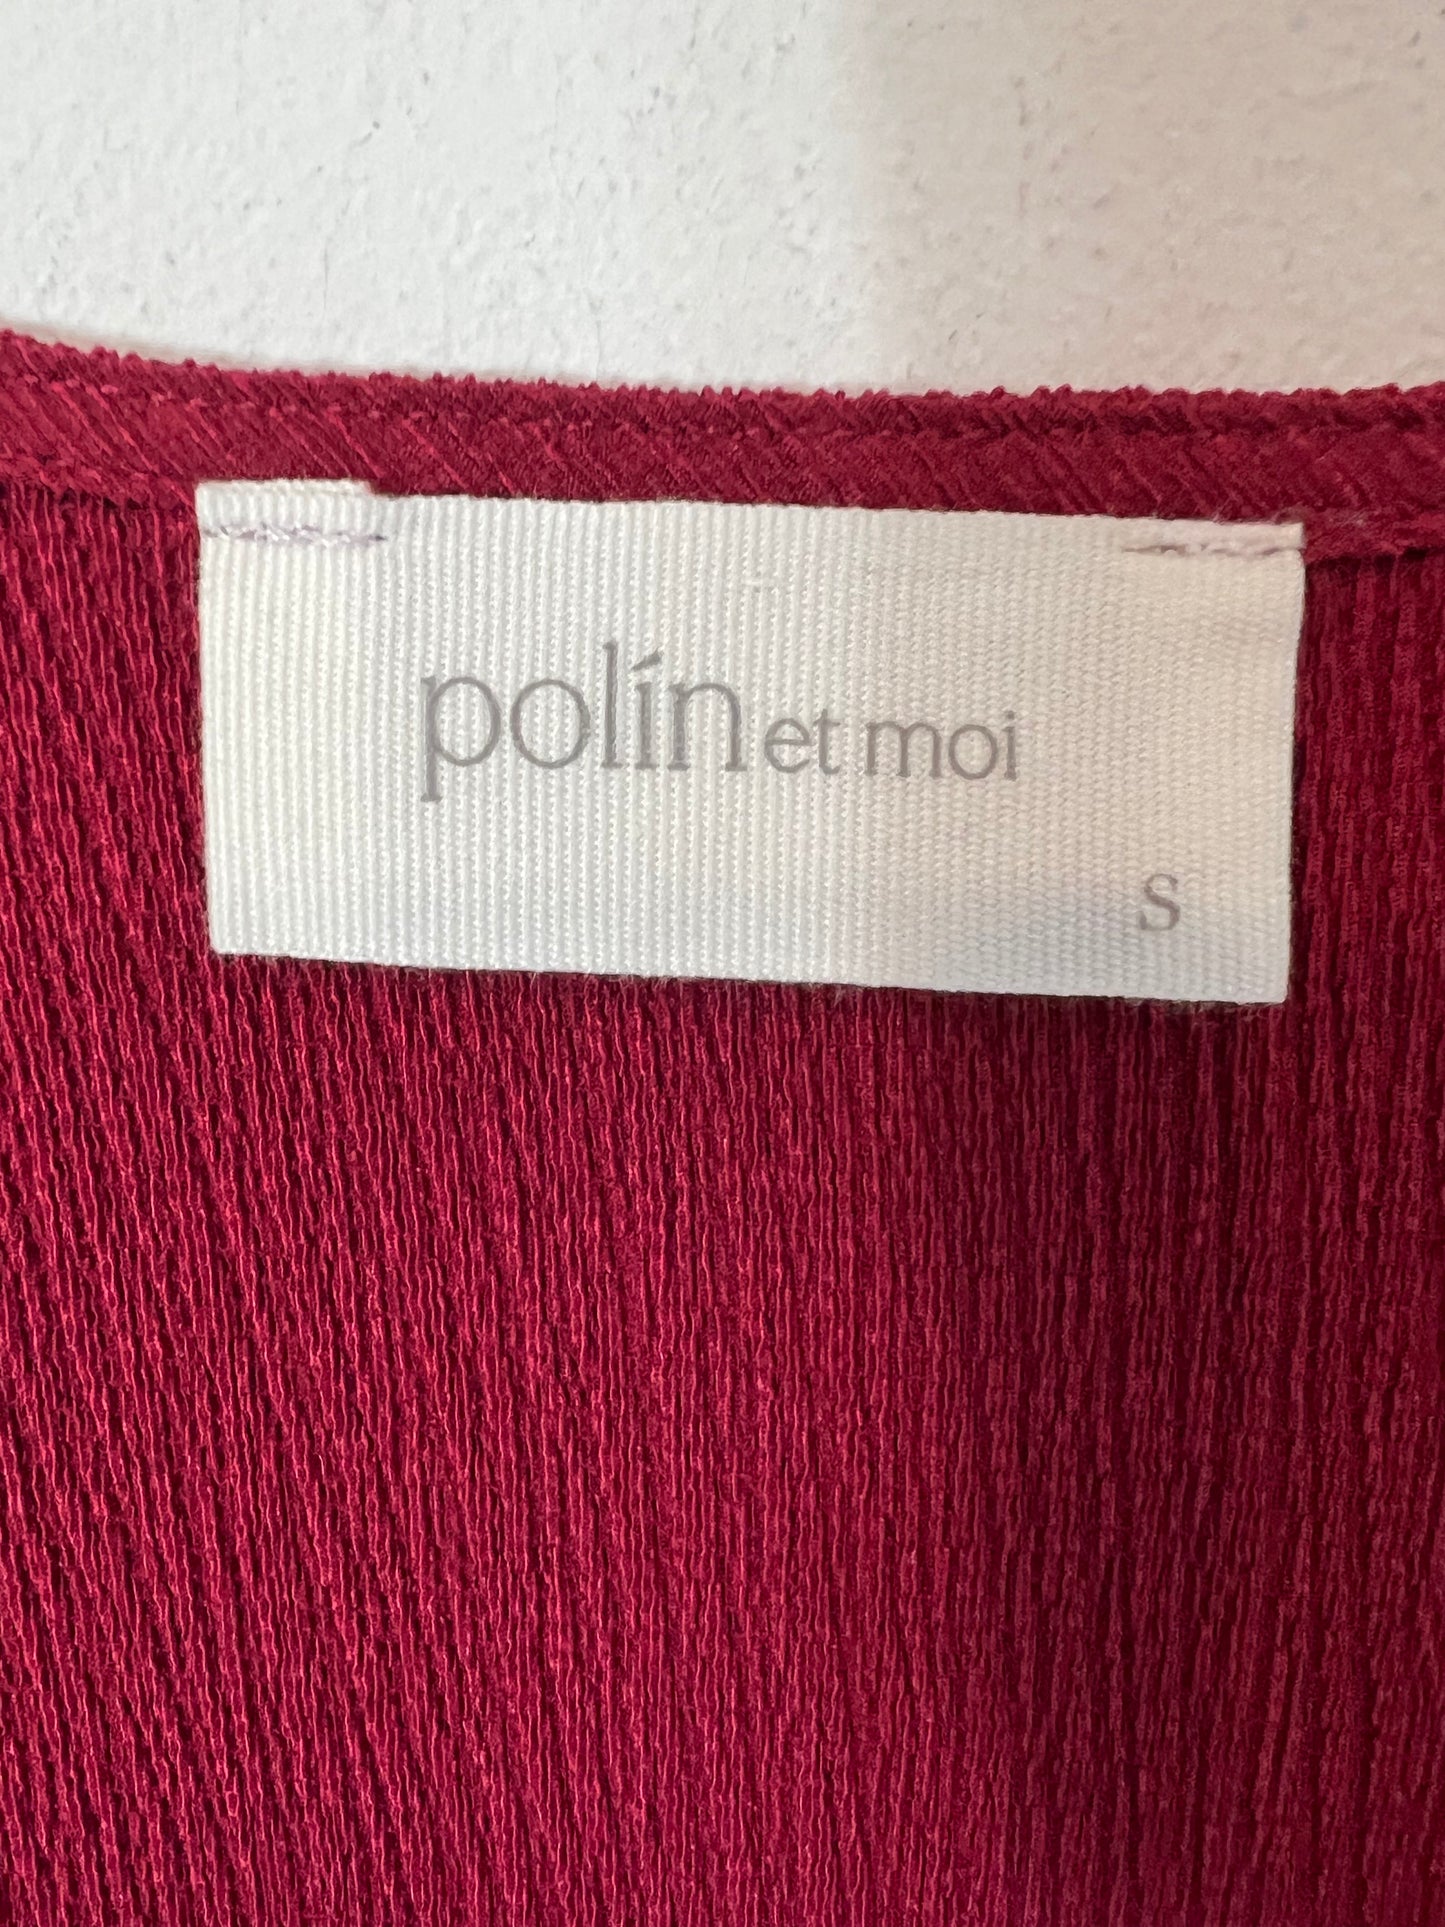 polín et moi
S